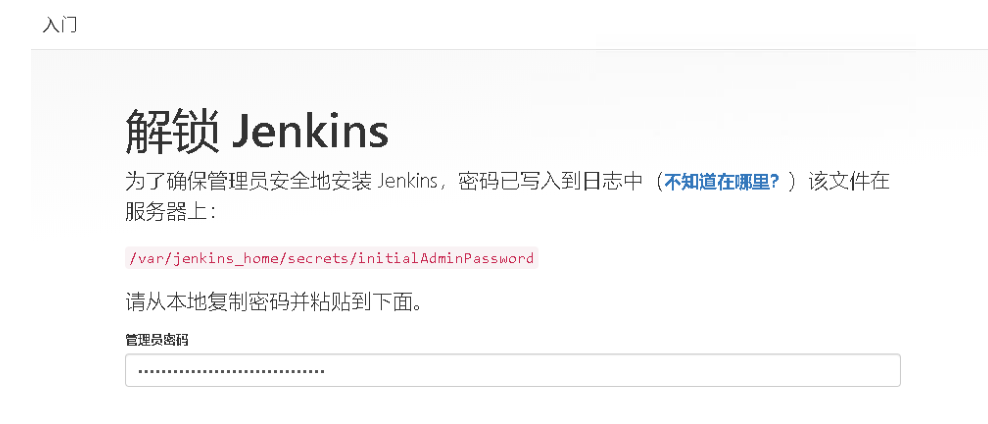 入门
解锁 Jenkins
为了确保管理员安全地安装 Jenkins，密码已写入到日志中（不知道在哪里？）该文件在
服务器上：
/var/jenkins_home/secrets/initialAdminPassword
请从本地复制密码并粘贴到下面。
管理员密码
································